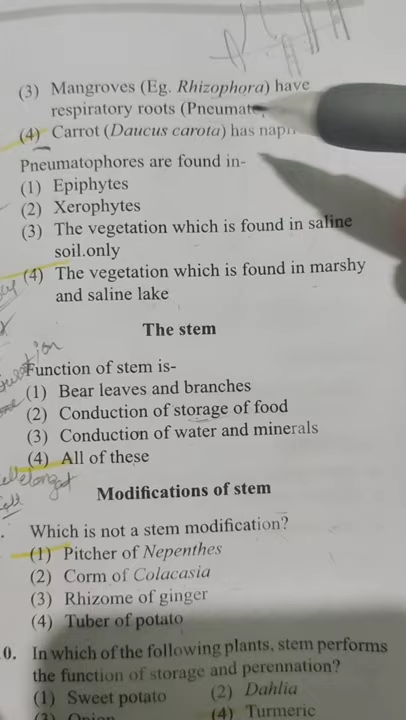 (3) Mangroves (Eg. Rhizophora) have
respiratory roots
(4) Carrot (Daucus carota) has
Pneumatophores are found in-
(1) Epiphytes
(2) Xerophytes
(3) The vegetation which is found in saline
soil.only
(4) The vegetation which is found in marshy
and saline lake
The stem
Function of stem is-
(1) Bear leaves and branches
(2) Conduction of storage of food
(3) Conduction of water and minerals
(4) All of these
Modifications of stem
Which is not a stem modification?
(1) Pitcher of Nepenthes
(2) Corm of Colacasia
(3) Rhizome of ginger
(4) Tuber of potato
0. In which of the following plants, stem performs
the function of storage and perennation?
(1) Sweet potato (2) Dahlia
(3) Onion (4) Turmeric